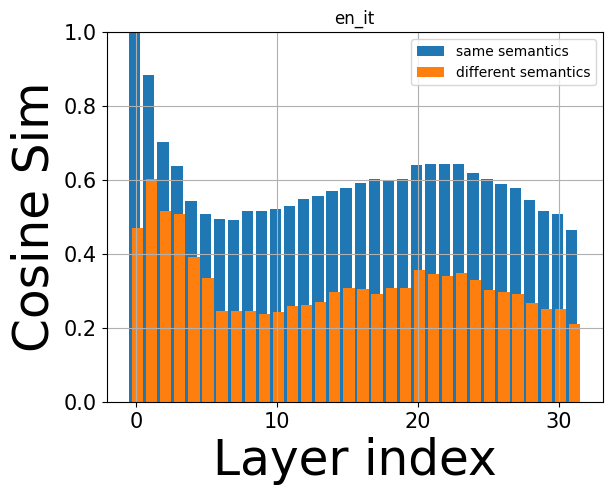 en_it
same semantics
different semantics
Cosine Sim
1.0
0.8
0.6
0.4
0.2
0.0
0 10 20 30
Layer index